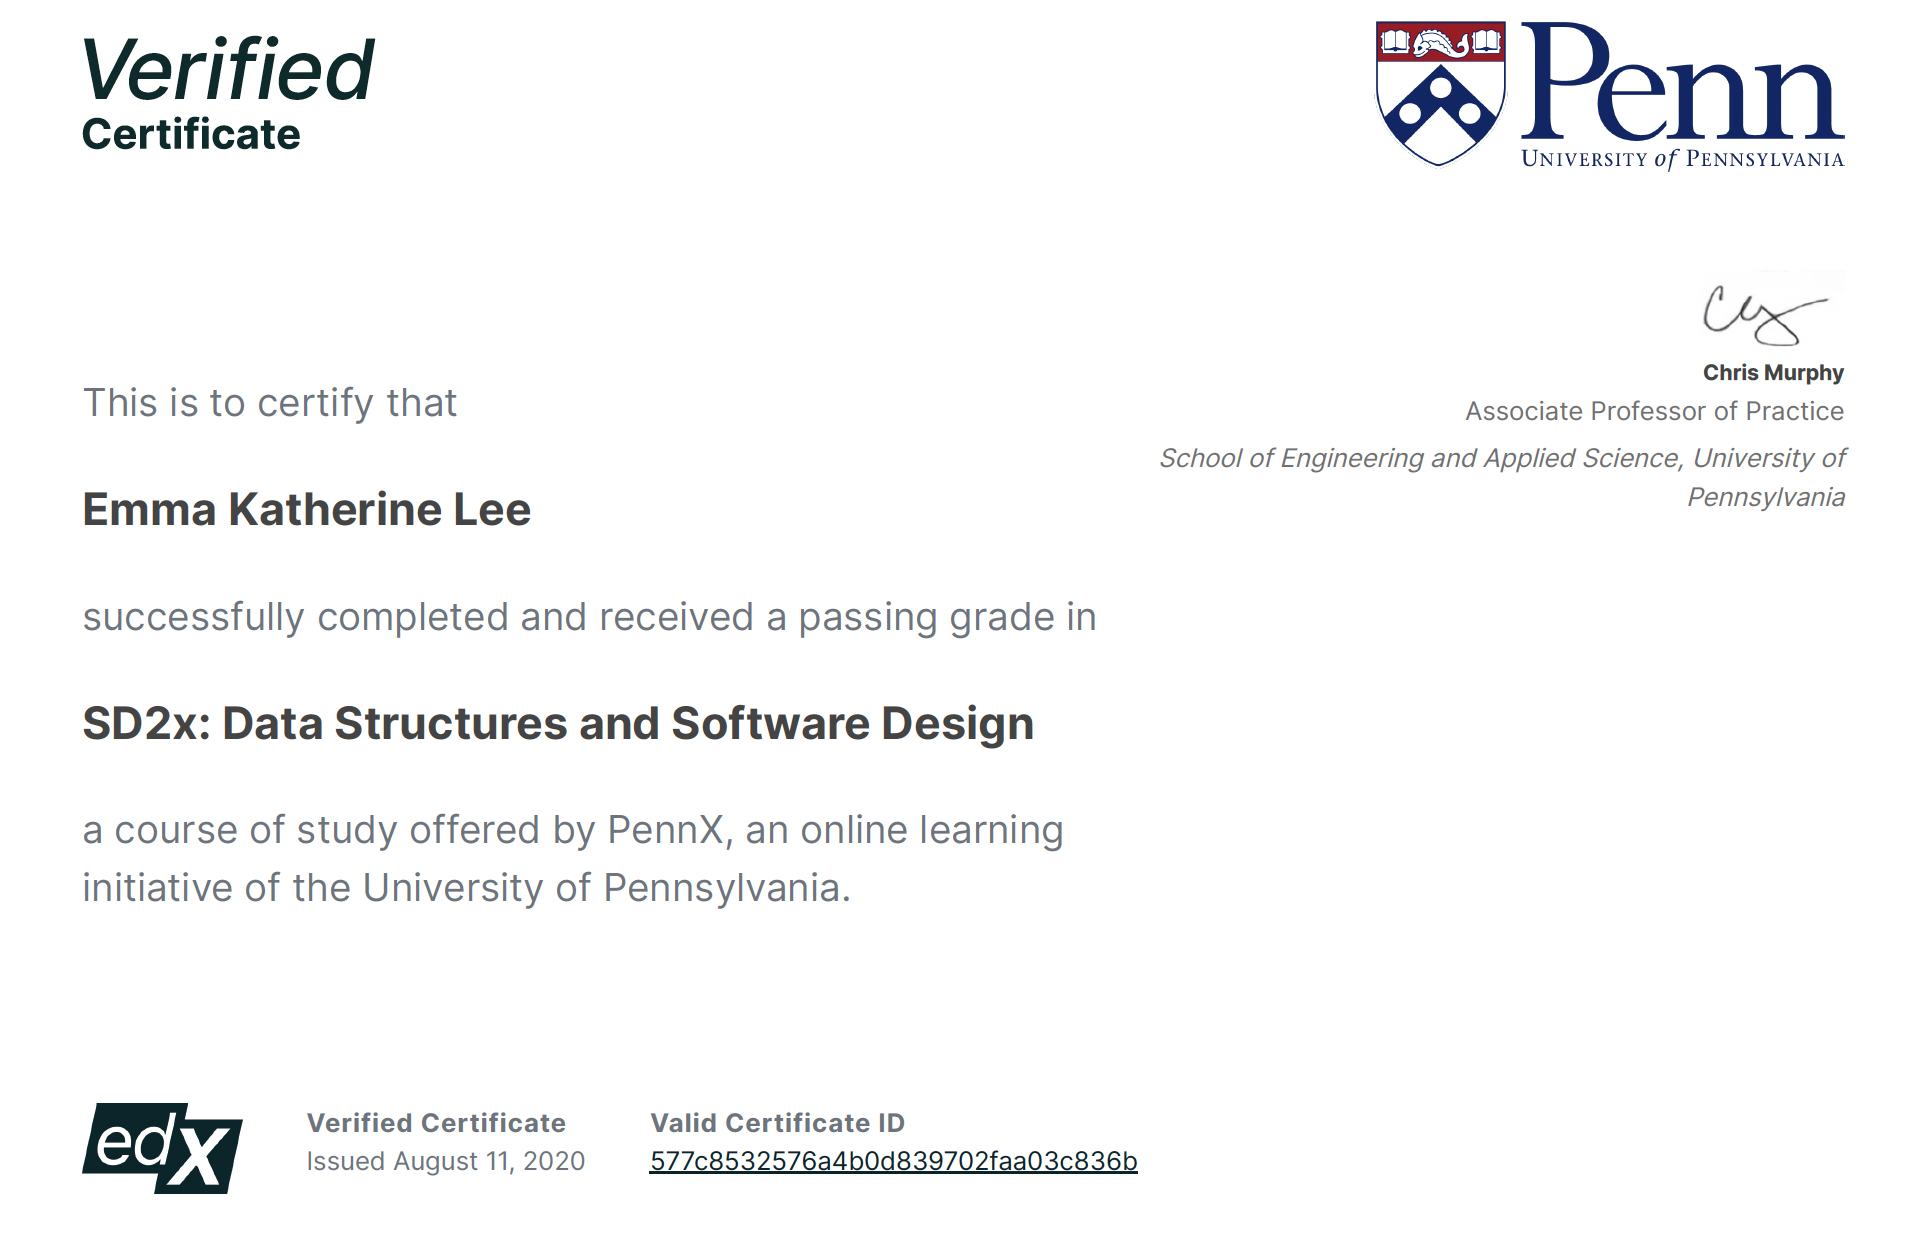 Verified
Certificate
Penn
UNIVERSITY of PENNSYLVANIA
Chris Murphy
Associate Professor of Practice
School of Engineering and Applied Science, University of
Pennsylvania
This is to certify that
Emma Katherine Lee
successfully completed and received a passing grade in
SD2x: Data Structures and Software Design
a course of study offered by PennX, an online learning
initiative of the University of Pennsylvania.
edX
Verified Certificate
Issued August 11, 2020
Valid Certificate ID
577c8532576a4b0d839702faa03c836b